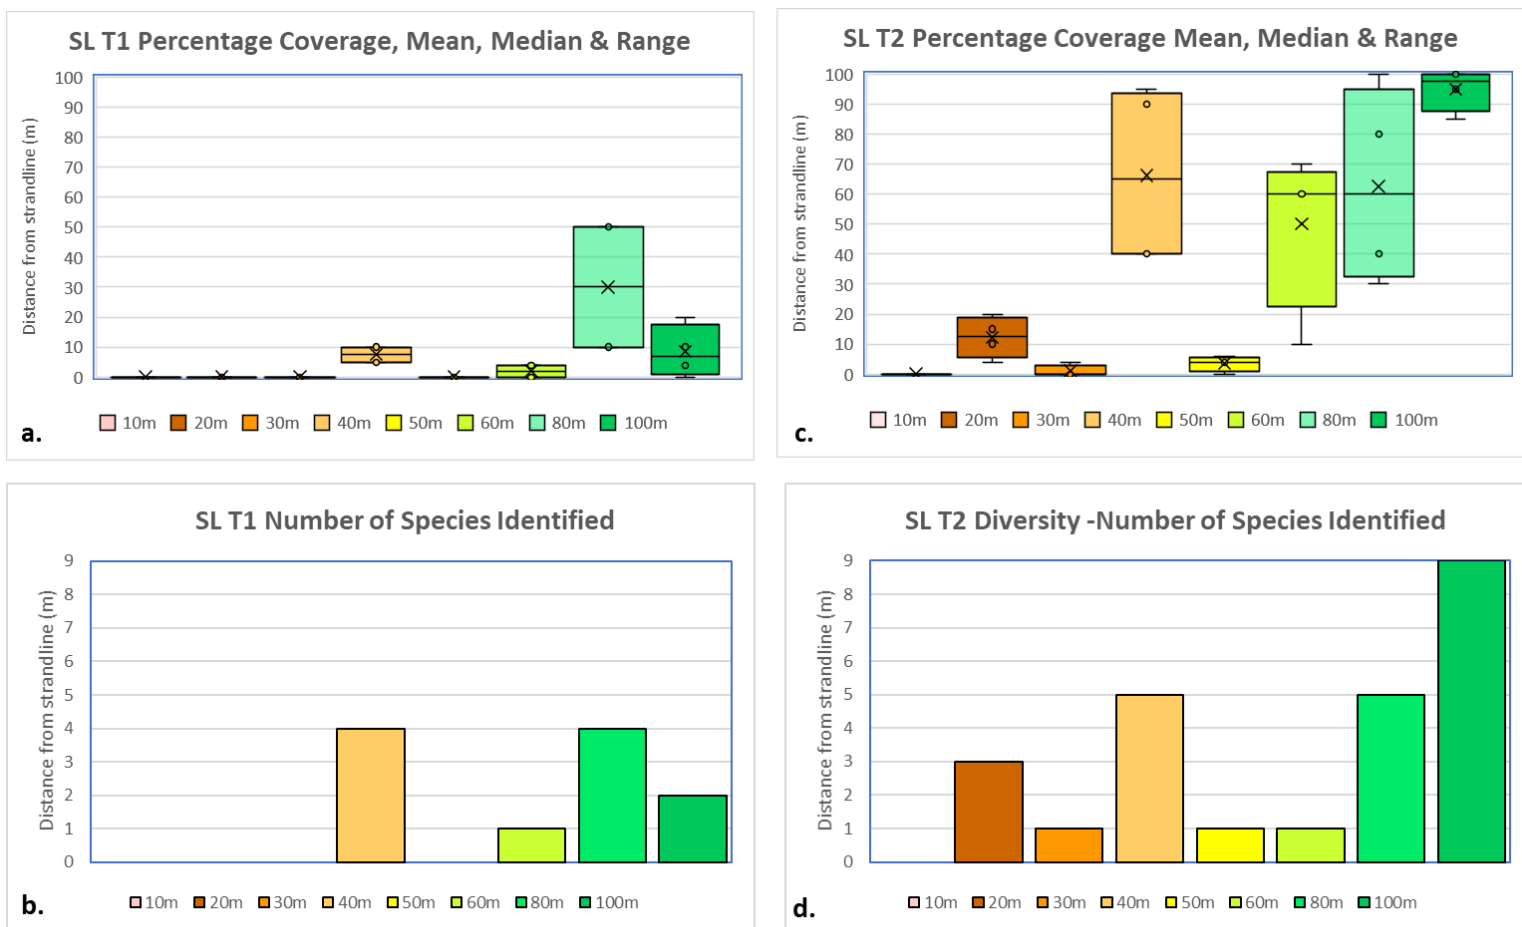 SL T1 Percentage Coverage, Mean, Median & Range
Distance from strandline (m)
100
90
80
70
60
50
40
30
20
10
0
10m 20m 30m 40m 50m 60m 80m 100m
a.
SL T2 Percentage Coverage Mean, Median & Range
Distance from strandline (m)
100
90
80
70
60
50
40
30
20
10
0
10m 20m 30m 40m 50m 60m 80m 100m
c.
SL T1 Number of Species Identified
Distance from strandline (m)
9
8
7
6
5
4
3
2
1
0
10m 20m 30m 40m 50m 60m 80m 100m
b.
SL T2 Diversity -Number of Species Identified
Distance from strandline (m)
9
8
7
6
5
4
3
2
1
0
10m 20m 30m 40m 50m 60m 80m 100m
d.